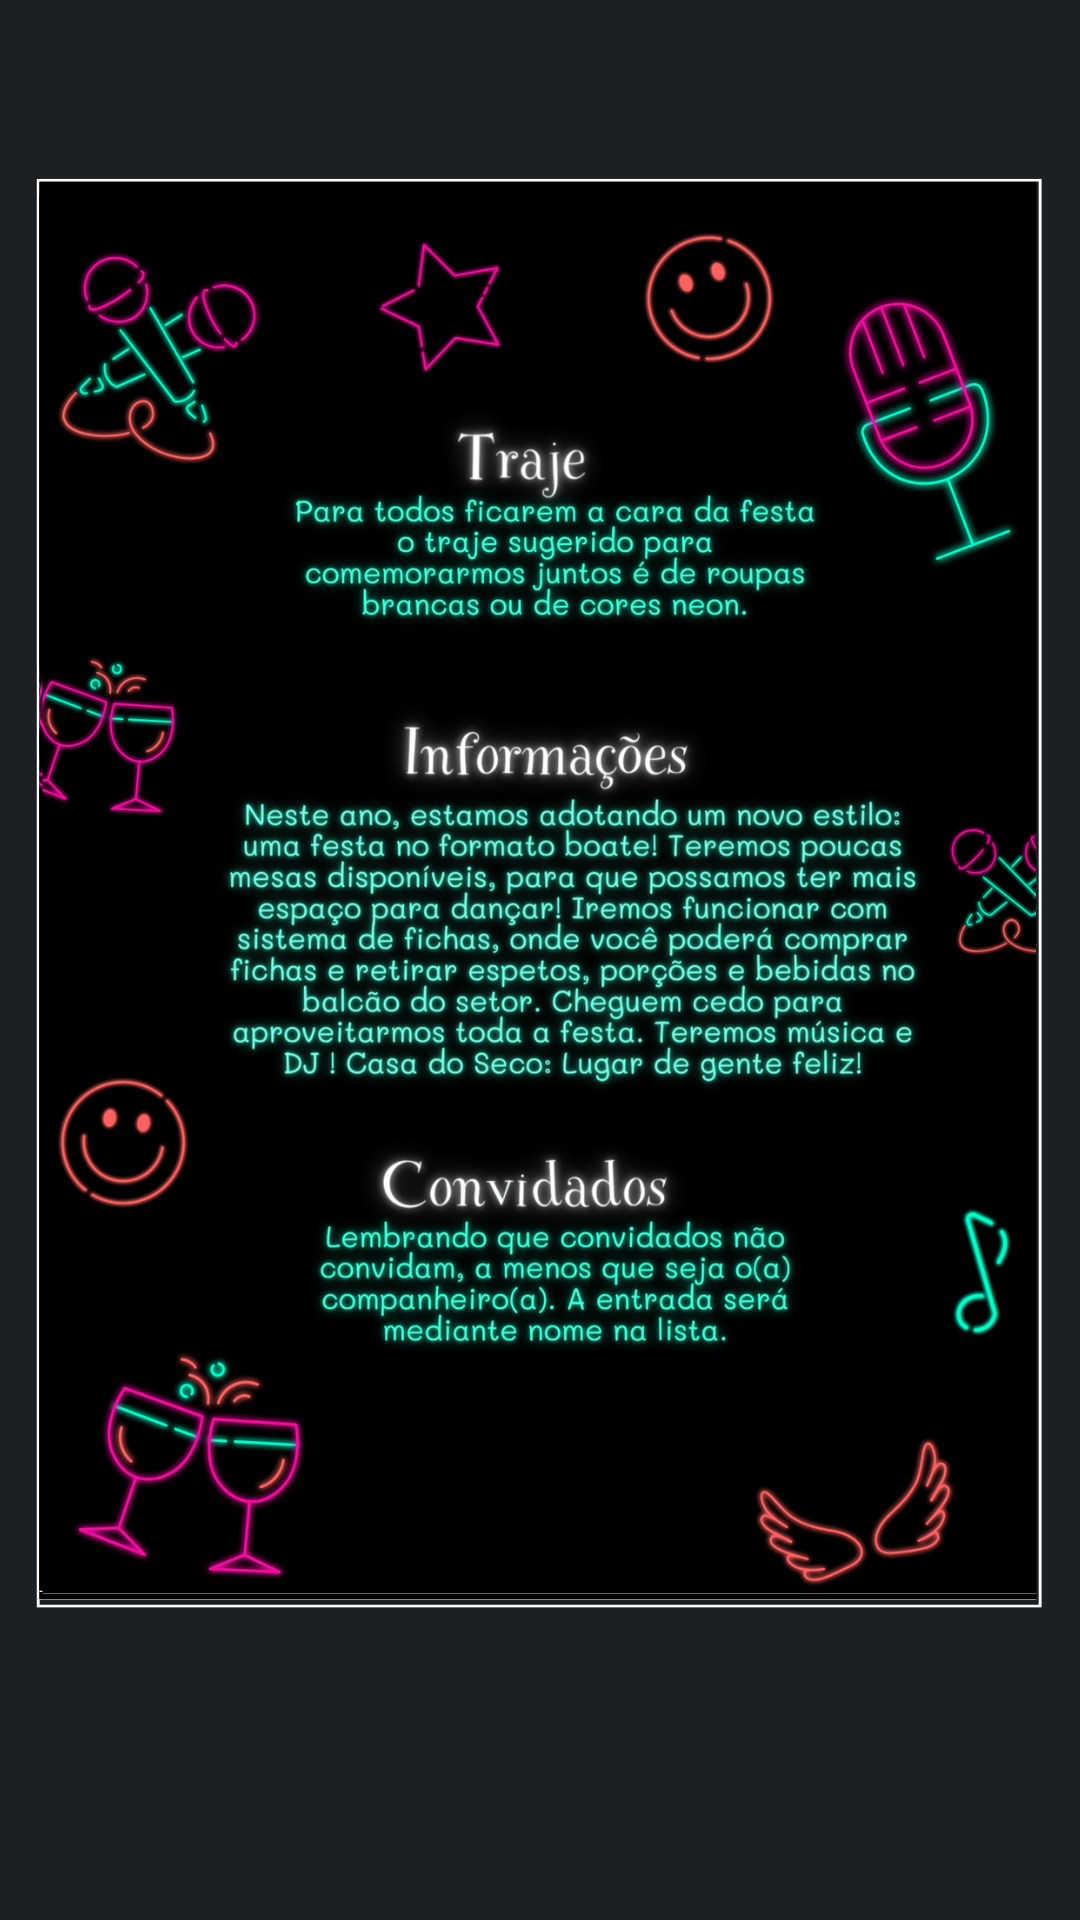 Traje
Para todos ficarem a cara da festa
o traje sugerido para
comemorarmos juntos é de roupas
brancas ou de cores neon.
Informações
Neste ano, estamos adotando um novo estilo:
uma festa no formato boate! Teremos poucas
mesas disponíveis, para que possamos ter mais
espaço para dançar! Iremos funcionar com
sistema de fichas, onde você poderá comprar
fichas e retirar espetos, porções e bebidas no
balcão do setor. Cheguem cedo para
aproveitarmos toda a festa. Teremos música e
DJ ! Casa do Seco: Lugar de gente feliz!
Convidados
Lembrando que convidados não
convidam, a menos que seja o(a)
companheiro(a). A entrada será
mediante nome na lista.